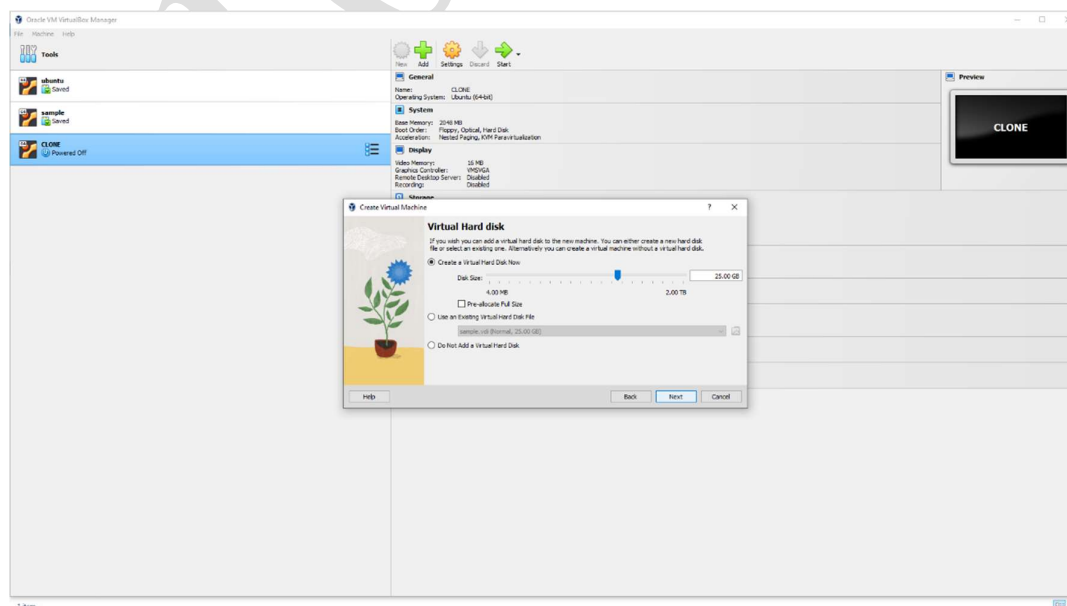 Oracle VM VirtualBox Manager
File Machine Help
Tools
New Add Settings Discard Start
ubuntu
Saved
sample
Saved
CLONE
Powered Off
General
Name: CLONE
Operating System: Ubuntu (64-bit)
System
Base Memory: 2048 MB
Boot Order: Floppy, Optical, Hard Disk
Acceleration: Nested Paging, KVM Paravirtualization
Display
Video Memory: 16 MB
Graphics Controller: VMSVGA
Remote Desktop Server: Disabled
Recording: Disabled
Storage
Preview
CLONE
Create Virtual Machine ?
Virtual Hard disk
If you wish you can add a virtual hard disk to the new machine. You can either create a new hard disk
file or select an existing one. Alternatively you can create a virtual machine without a virtual hard disk.
Create a Virtual Hard Disk Now
Disk Size: 25.00 GB
4.00 MB 2.00 TB
Pre-allocate Full Size
Use an Existing Virtual Hard Disk File
sample.vdi (Normal, 25.00 GB)
Do Not Add a Virtual Hard Disk
Help Back Next Cancel